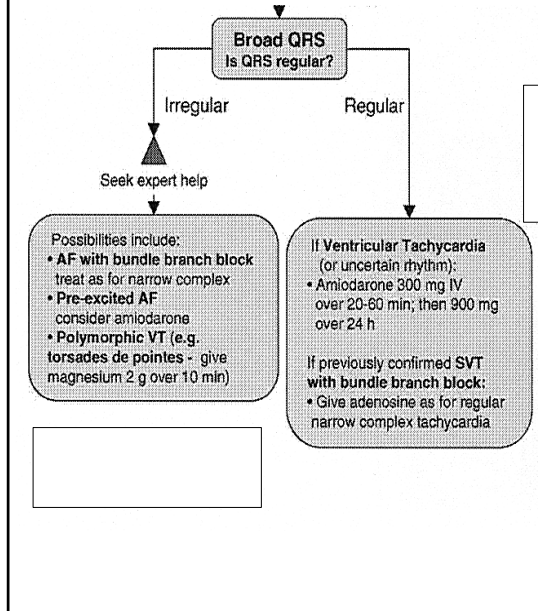 Broad QRS
Is QRS regular?
Irregular
Regular
Seek expert help
Possibilities include:
• AF with bundle branch block
treat as for narrow complex
• Pre-excited AF
consider amiodarone
• Polymorphic VT (e.g.
torsades de pointes - give
magnesium 2 g over 10 min)
If Ventricular Tachycardia
(or uncertain rhythm):
• Amiodarone 300 mg IV
over 20-60 min; then 900 mg
over 24 h
If previously confirmed SVT
with bundle branch block:
• Give adenosine as for regular
narrow complex tachycardia